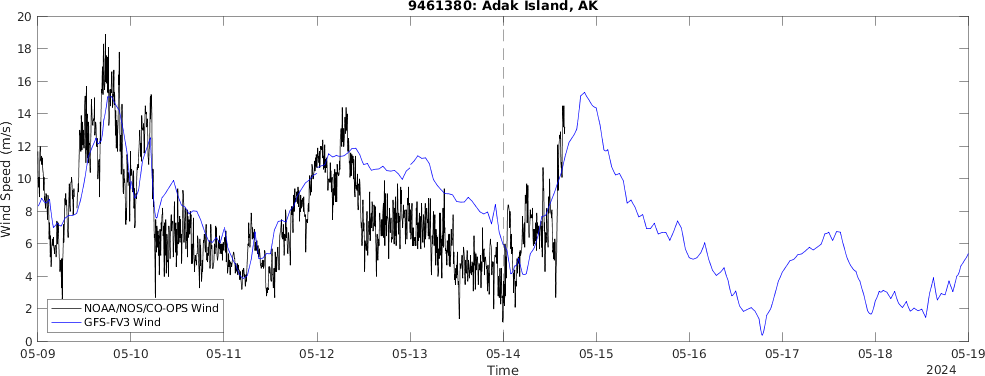 9461380: Adak Island, AK
Wind Speed (m/s)
20
18
16
14
12
10
8
6
4
2
0
NOAA/NOS/CO-OPS Wind
GFS-FV3 Wind
05-09 05-10 05-11 05-12 05-13 05-14 05-15 05-16 05-17 05-18 05-19
Time
2024